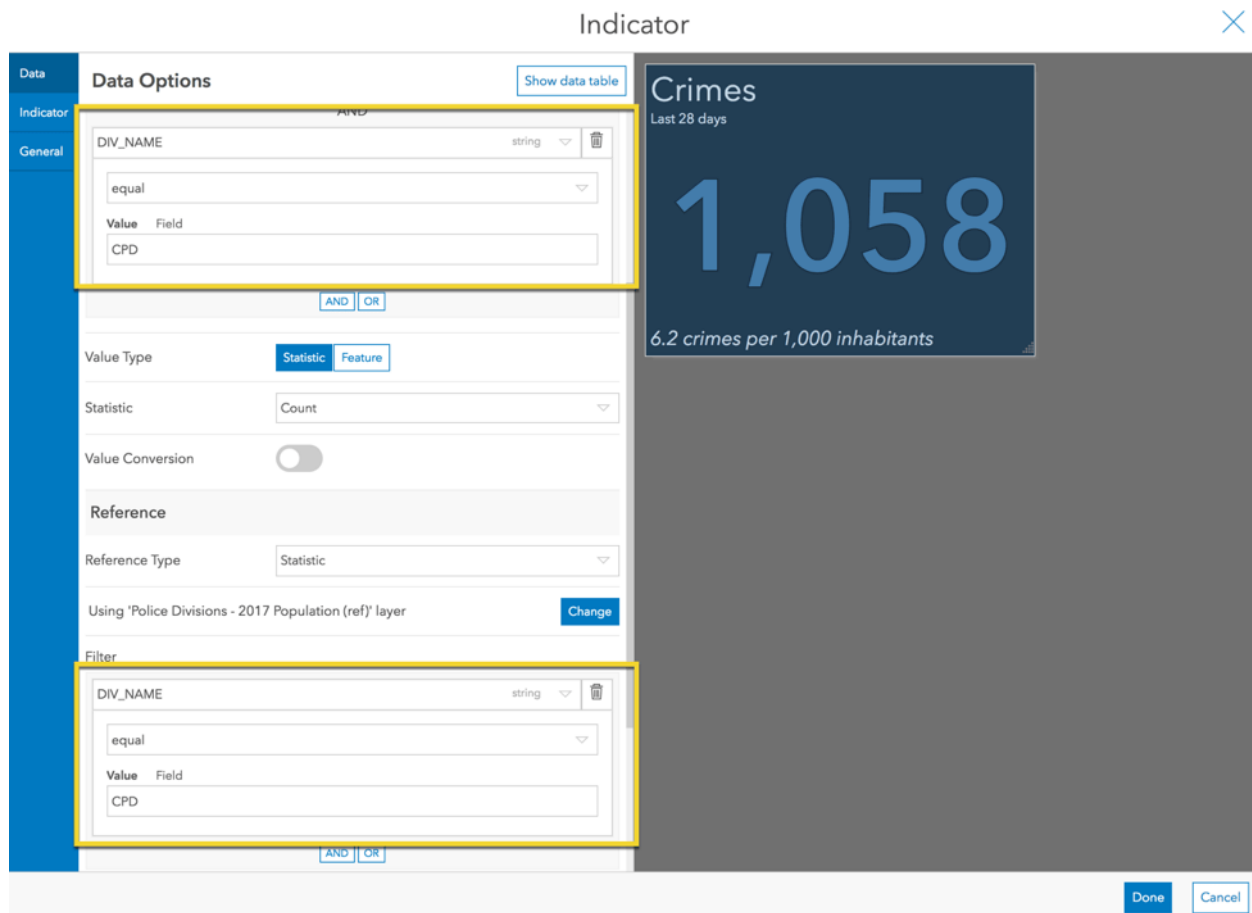 Indicator
Data
Indicator
General
Data Options
Show data table
AND
DIV_NAME string
equal
Value Field
CPD
AND OR
Value Type Statistic Feature
Statistic Count
Value Conversion
Reference
Reference Type Statistic
Using 'Police Divisions - 2017 Population (ref)' layer Change
Filter
DIV_NAME string
equal
Value Field
CPD
AND OR
Crimes
Last 28 days
1,058
6.2 crimes per 1,000 inhabitants
Done Cancel